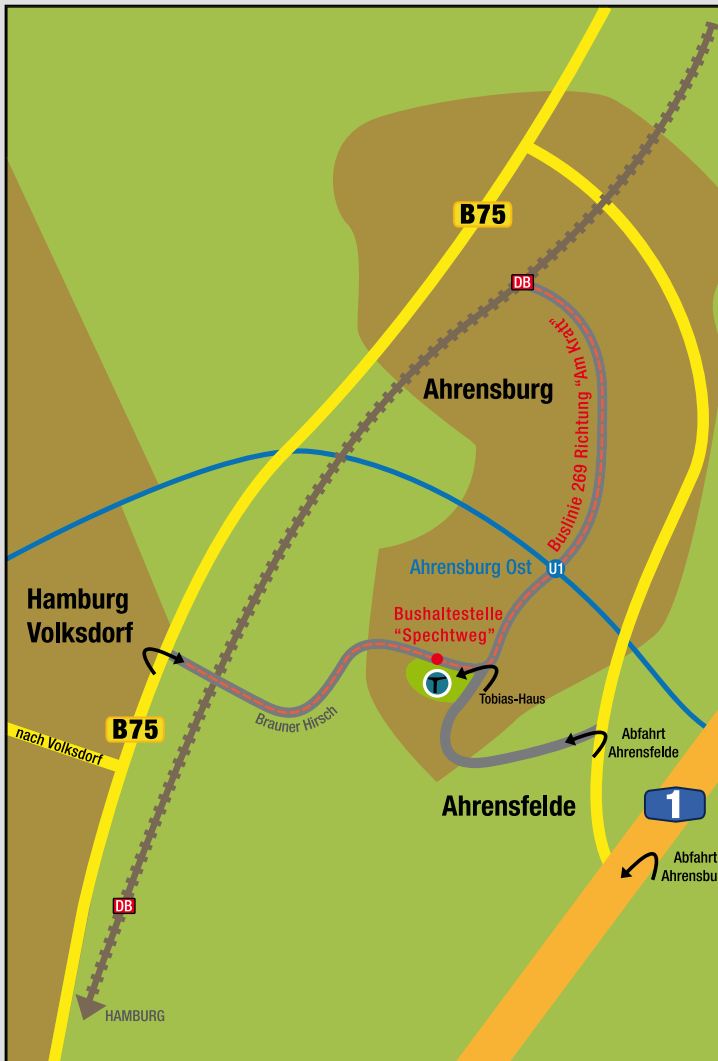 B75
DB
Buslinie 269 Richtung "Am Kratt"
Ahrensburg
Ahrensburg Ost
U1
Hamburg
Volksdorf
Bushaltestelle
"Spechtweg"
T
Tobias-Haus
Brauner Hirsch
B75
nach Volksdorf
Abfahrt
Ahrensfelde
Ahrensfelde
1
Abfahrt
Ahrensbu
DB
HAMBURG